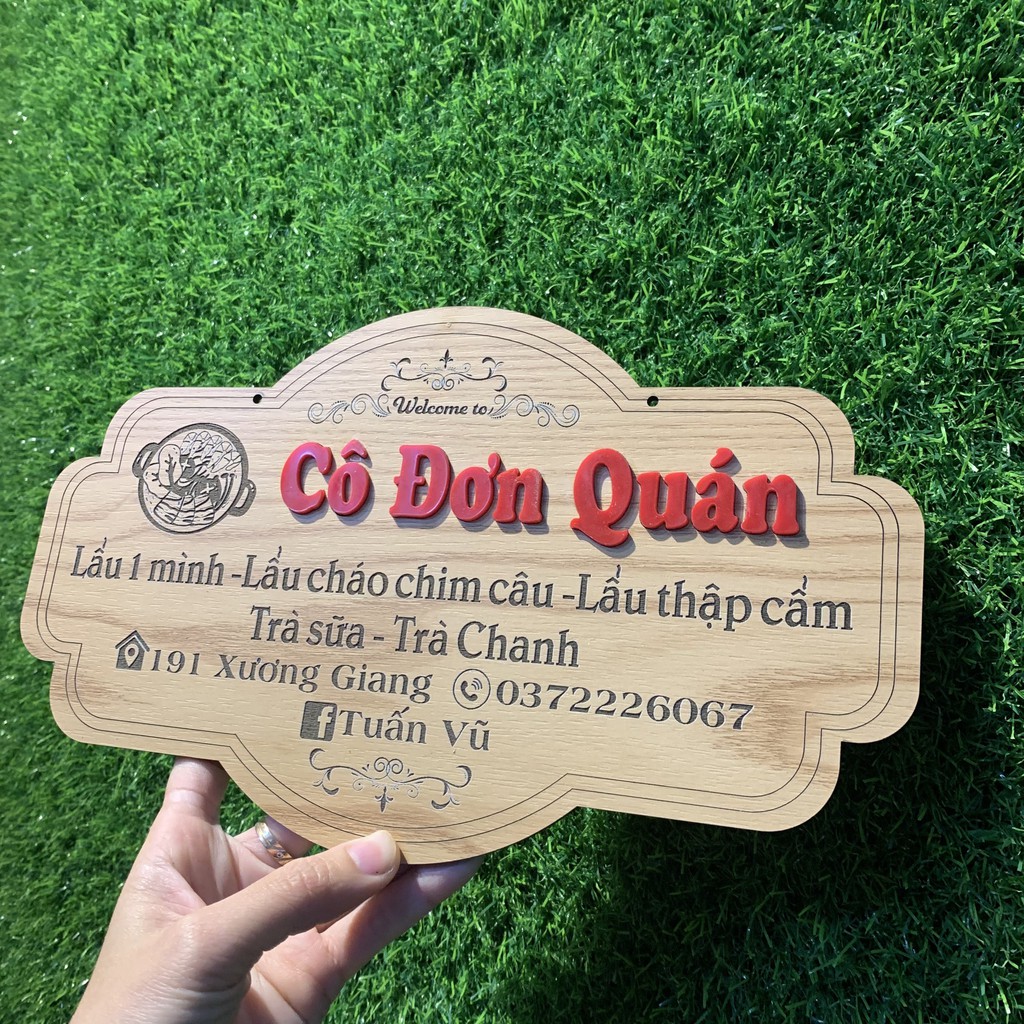 Welcome to
Cô Đơn Quán
Lẩu 1 mình - Lẩu cháo chim câu - Lẩu thập cẩm
Trà sữa - Trà Chanh
191 Xương Giang 0372226067
f Tuấn Vũ